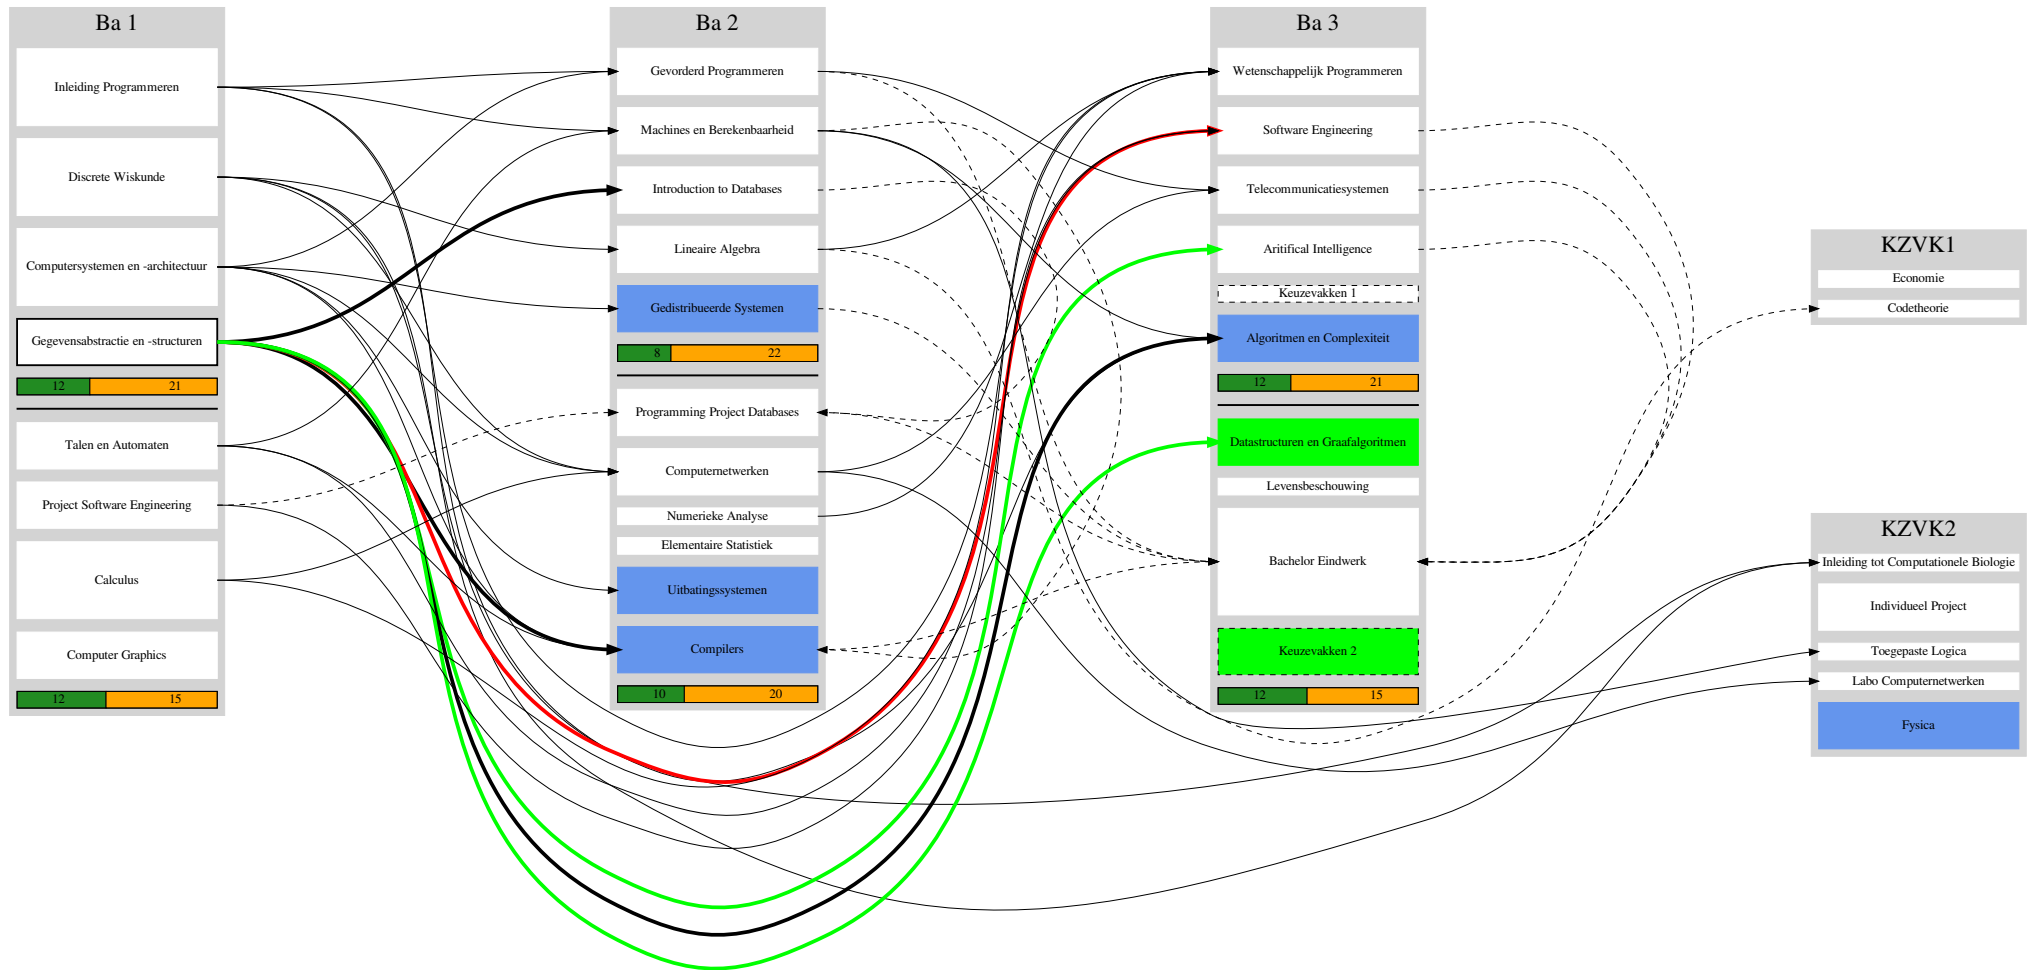 Ba 1
Inleiding Programmeren
Discrete Wiskunde
Computersystemen en -architectuur
Gegevensabstractie en -structuren
12 21
Talen en Automaten
Project Software Engineering
Calculus
Computer Graphics
12 15
Ba 2
Gevorderd Programmeren
Machines en Berekenbaarheid
Introduction to Databases
Lineaire Algebra
Gedistribueerde Systemen
8 22
Programming Project Databases
Computernetwerken
Numerieke Analyse
Elementaire Statistiek
Uitbatingssystemen
Compilers
10 20
Ba 3
Wetenschappelijk Programmeren
Software Engineering
Telecommunicatiesystemen
Aritifical Intelligence
Keuzevakken 1
Algoritmen en Complexiteit
12 21
Datastructuren en Graafalgoritmen
Levensbeschouwing
Bachelor Eindwerk
Keuzevakken 2
12 15
KZVK1
Economie
Codetheorie
KZVK2
Inleiding tot Computationele Biologie
Individueel Project
Toegepaste Logica
Labo Computernetwerken
Fysica